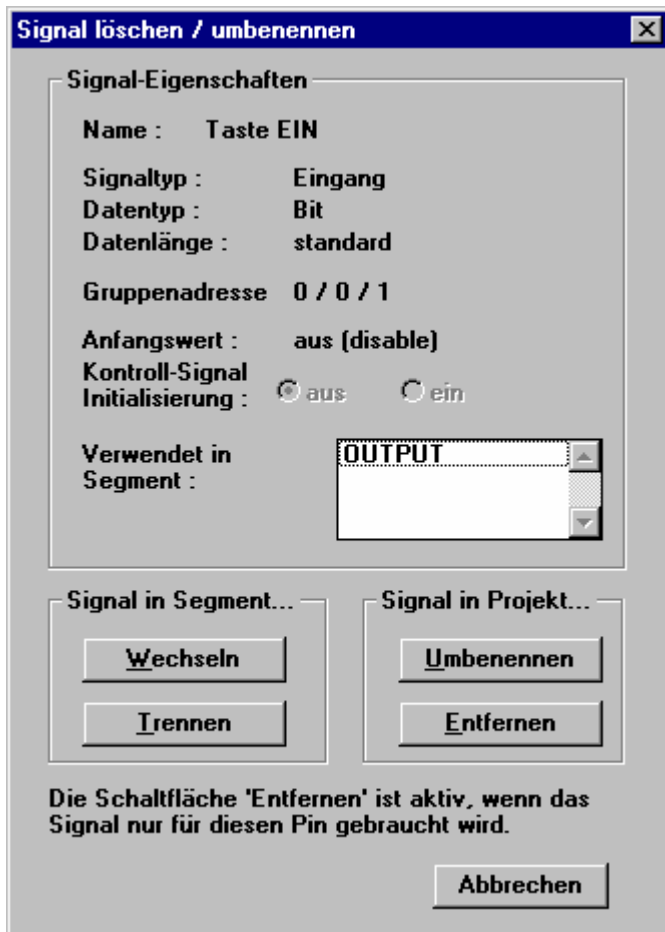 Signal löschen / umbenennen
Signal-Eigenschaften
Name : Taste EIN
Signaltyp : Eingang
Datentyp : Bit
Datenlänge : standard
Gruppenadresse 0 / 0 / 1
Anfangswert : aus (disable)
Kontroll-Signal
Initialisierung : aus ein
Verwendet in
Segment :
OUTPUT
Signal in Segment...
Wechseln
Trennen
Signal in Projekt...
Umbenennen
Entfernen
Die Schaltfläche 'Entfernen' ist aktiv, wenn das
Signal nur für diesen Pin gebraucht wird.
Abbrechen